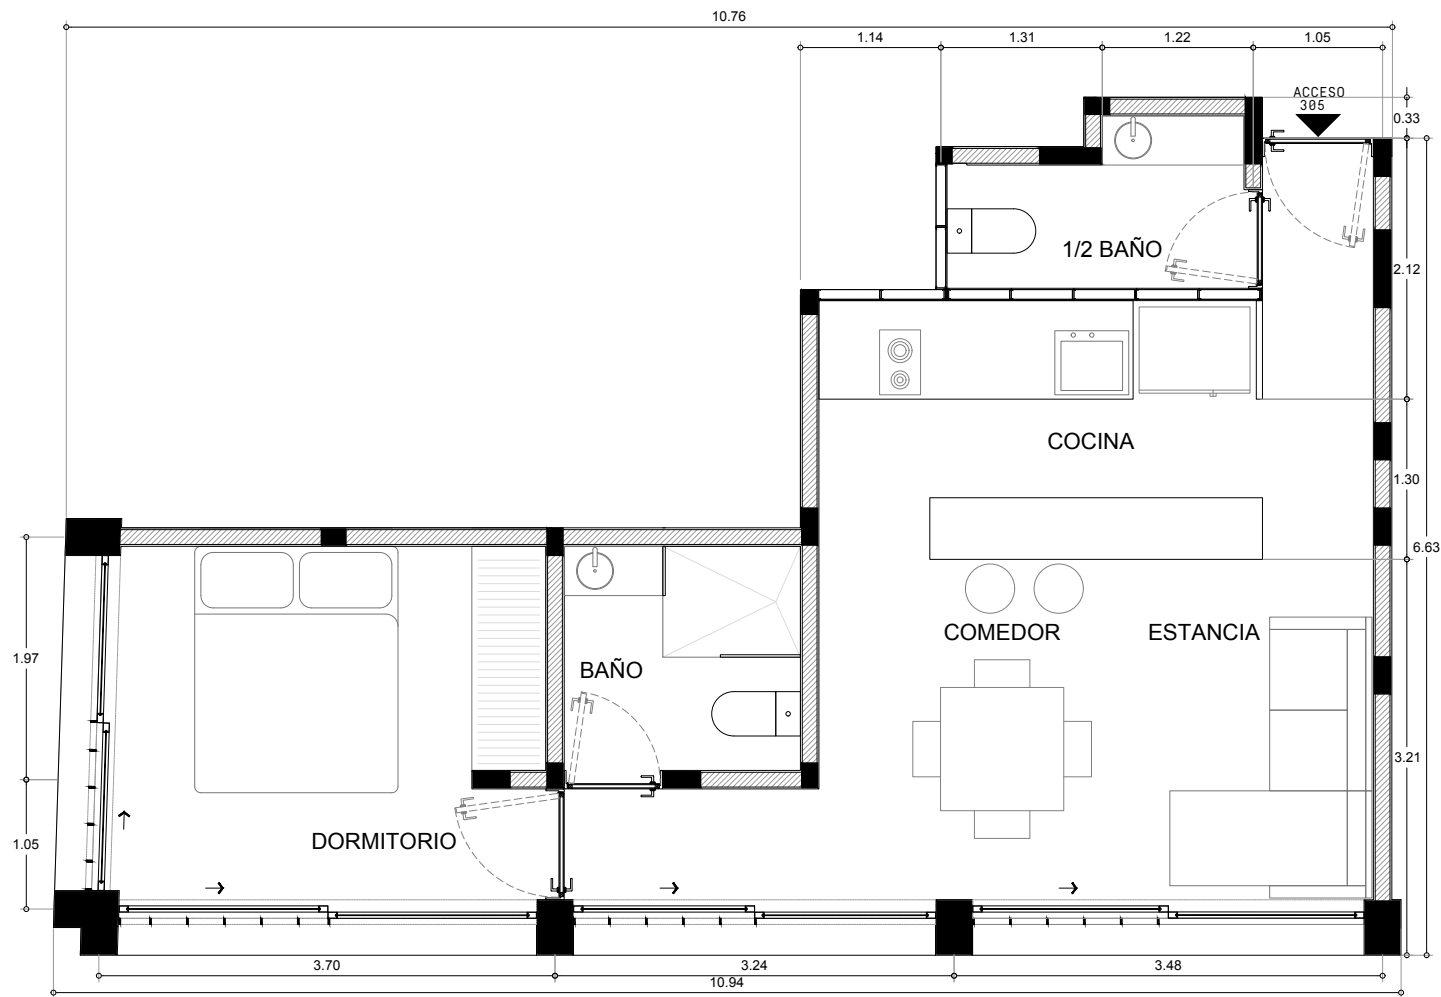 10.76
1.14
1.31
1.22
1.05
ACCESO
305
0.33
1/2 BAÑO
2.12
COCINA
1.30
6.63
COMEDOR
ESTANCIA
1.97
BAÑO
3.21
DORMITORIO
1.05
3.70
3.24
3.48
10.94